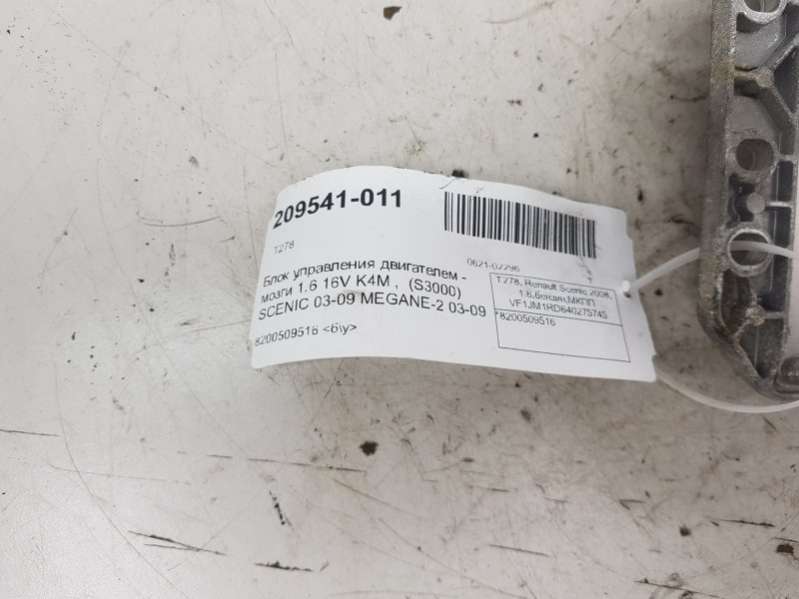 209541-011
T278
Блок управления двигателем -
мозги 1.6 16V K4M , (S3000)
SCENIC 03-09 MEGANE-2 03-09
8200509516 <б\у>
0621-02296
T278, Renault Scenic 2008,
1.6,бензин,МКПП
VF1JM1RD64027574S
*8200509516